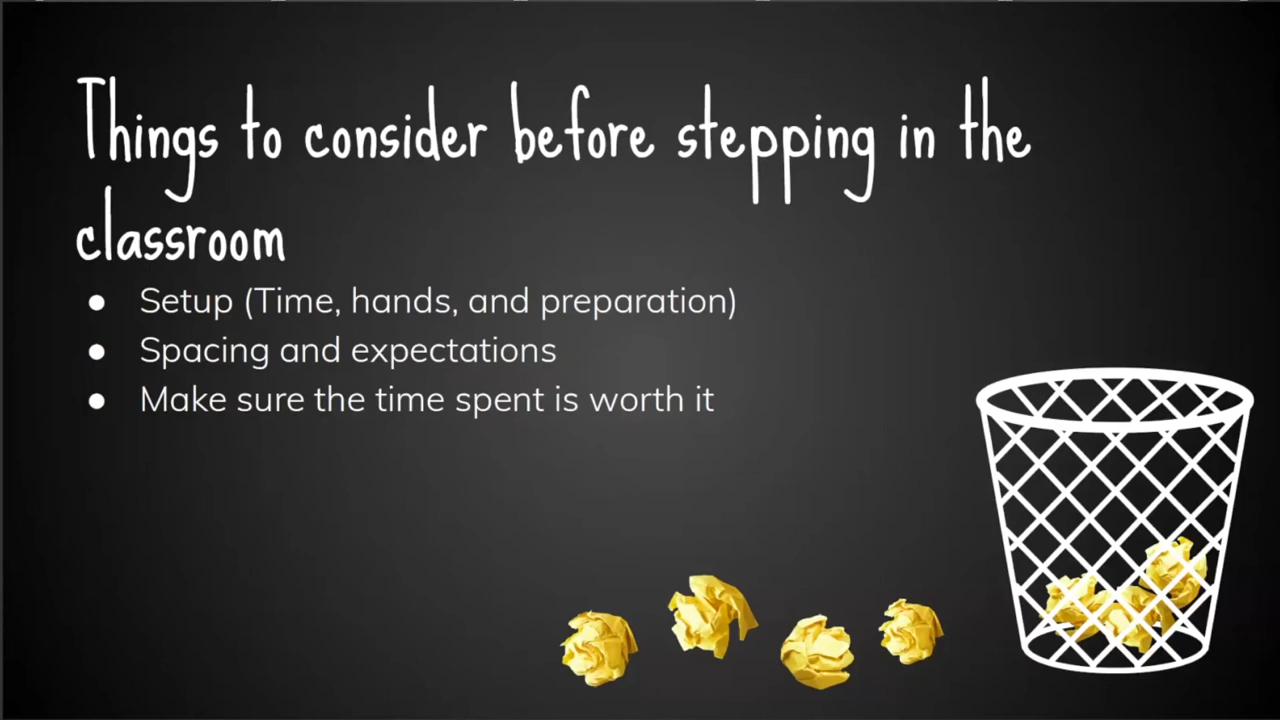 Things to consider before stepping in the
classroom
● Setup (Time, hands, and preparation)
● Spacing and expectations
● Make sure the time spent is worth it